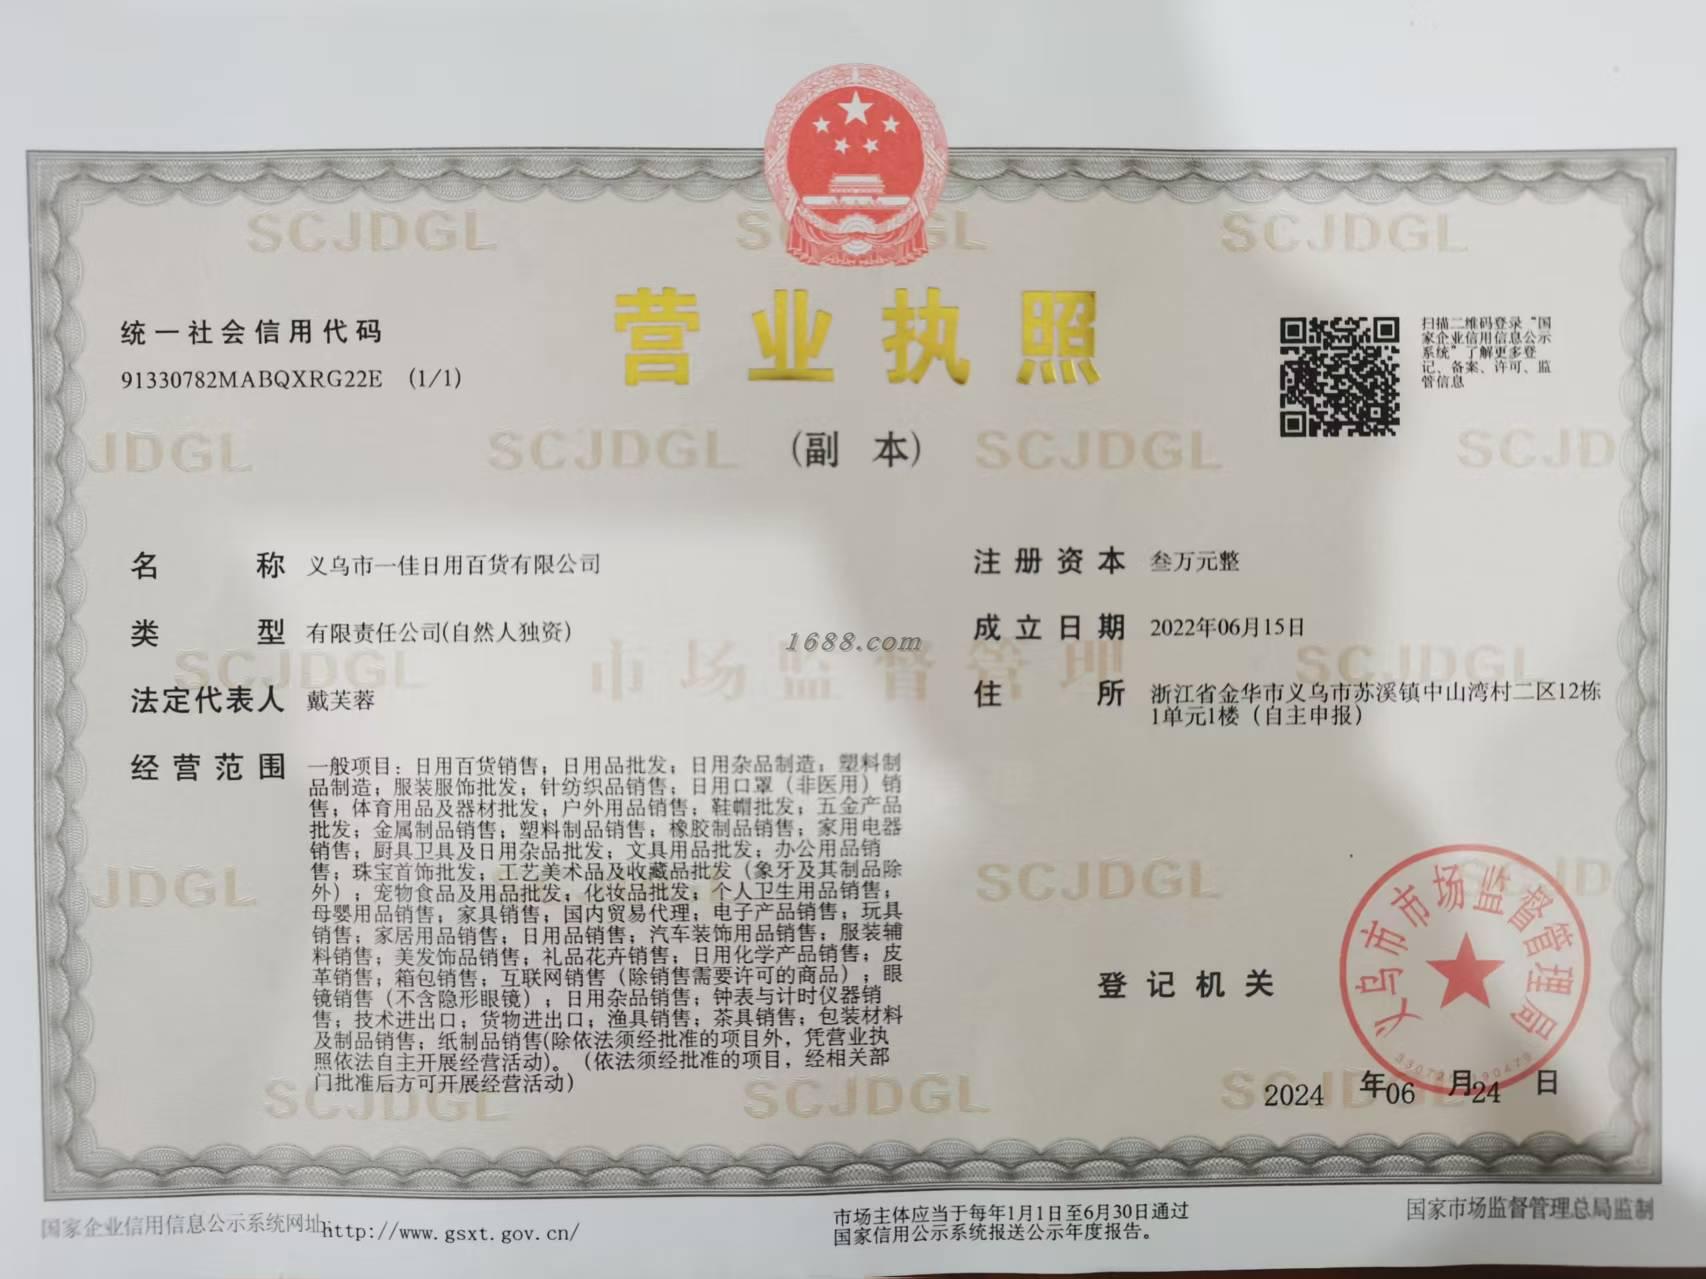 统一社会信用代码
91330782MABQXRG22E (1/1)
营业执照
(副 本)
扫描二维码登录“国
家企业信用信息公示
系统”了解更多登
记、备案、许可、监
管信息
名 称 义乌市一佳日用百货有限公司
类 型 有限责任公司(自然人独资)
法定代表人 戴芙蓉
经营范围 一般项目：日用百货销售；日用品批发；日用杂品制造；塑料制
品制造；服装服饰批发；针纺织品销售；日用口罩（非医用）销
售；体育用品及器材批发；户外用品销售；鞋帽批发；五金产品
批发；金属制品销售；塑料制品销售；橡胶制品销售；家用电器
销售；厨具卫具及日用杂品批发；文具用品批发；办公用品销
售；珠宝首饰批发；工艺美术品及收藏品批发（象牙及其制品除
外）；宠物食品及用品批发；化妆品批发；个人卫生用品销售；
母婴用品销售；家具销售；国内贸易代理；电子产品销售；玩具
销售；家居用品销售；日用品销售；汽车装饰用品销售；服装辅
料销售；美发饰品销售；礼品花卉销售；日用化学产品销售；皮
革销售；箱包销售；互联网销售（除销售需要许可的商品）；眼
镜销售（不含隐形眼镜）；日用杂品销售；钟表与计时仪器销
售；技术进出口；货物进出口；渔具销售；茶具销售；包装材料
及制品销售；纸制品销售(除依法须经批准的项目外，凭营业执
照依法自主开展经营活动)。（依法须经批准的项目，经相关部
门批准后方可开展经营活动）
注册资本 叁万元整
成立日期 2022年06月15日
住 所 浙江省金华市义乌市苏溪镇中山湾村二区12栋
1单元1楼（自主申报）
1688.com
市场监督管理
SCJDGL
登记机关
义乌市市场监督管理局
2024 年06 月24 日
国家企业信用信息公示系统网址http://www.gsxt.gov.cn/
市场主体应当于每年1月1日至6月30日通过
国家信用公示系统报送公示年度报告。
国家市场监督管理总局监制